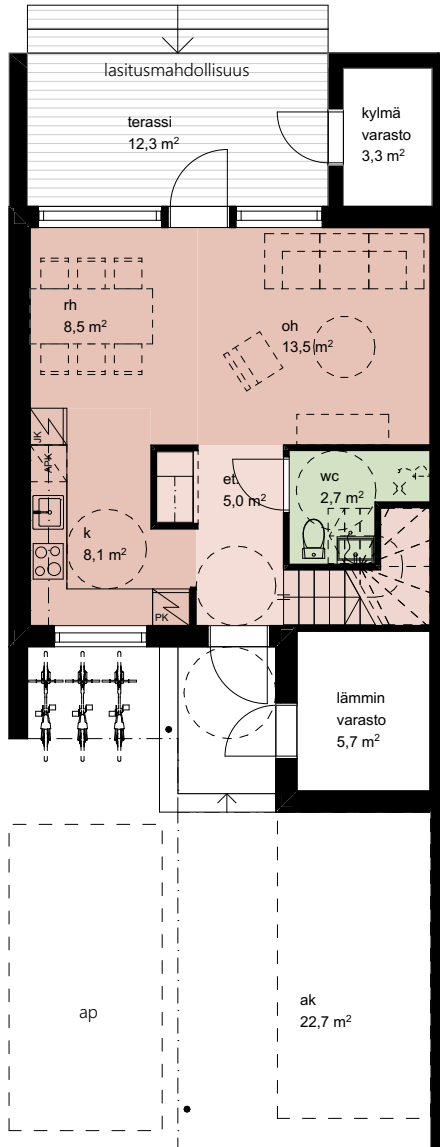 lasitusmahdollisuus
terassi
12,3 m²
kylmä
varasto
3,3 m²
rh
8,5 m²
oh
13,5 m²
JK
APK
et.
5,0 m²
wc
2,7 m²
k
8,1 m²
PK
lämmin
varasto
5,7 m²
ap
ak
22,7 m²